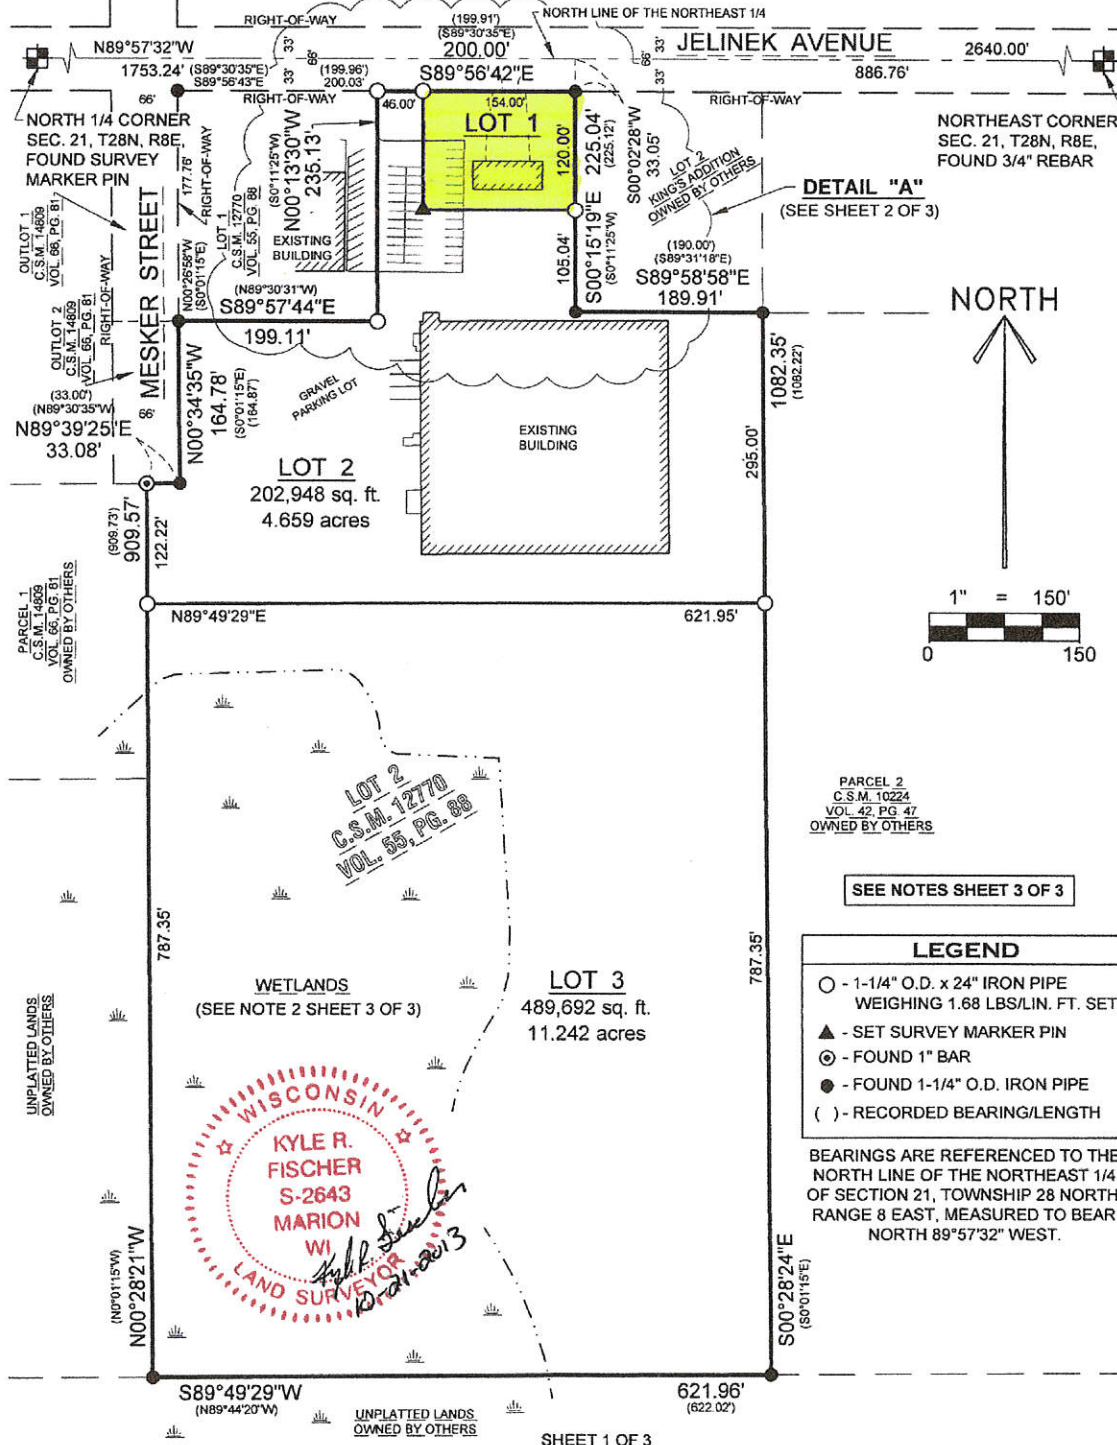 RIGHT-OF-WAY
(199.91')
(S89°30'35"E)
200.00'
NORTH LINE OF THE NORTHEAST 1/4
N89°57'32"W
33'
66'
33'
33'
66'
33'
JELINEK AVENUE
2640.00'
1753.24'
(S89°30'35"E)
S89°56'43"E
(199.96')
200.03'
S89°56'42"E
886.76'
66'
RIGHT-OF-WAY
46.00'
154.00'
RIGHT-OF-WAY
NORTH 1/4 CORNER
SEC. 21, T28N, R8E,
FOUND SURVEY
MARKER PIN
177.76'
RIGHT-OF-WAY
LOT 1
120.00'
225.04'
(225.12')
S00°02'28"W
33.05'
LOT 2
KING'S ADDITION
OWNED BY OTHERS
NORTHEAST CORNER
SEC. 21, T28N, R8E,
FOUND 3/4" REBAR
DETAIL "A"
(SEE SHEET 2 OF 3)
OUTLOT 1
C.S.M. 14809
VOL. 66, PG. 81
RIGHT-OF-WAY
MESKER STREET
N00°26'58"W
(S0°01'15"E)
LOT 1
C.S.M. 12770
VOL. 55, PG. 88
(S0°11'25"W)
N00°13'30"W
235.13'
EXISTING
BUILDING
105.04'
S00°15'19"E
(S0°11'25"W)
(190.00')
(S89°31'18"E)
S89°58'58"E
189.91'
(N89°30'31"W)
S89°57'44"E
199.11'
NORTH
OUTLOT 2
C.S.M. 14809
VOL. 66, PG. 81
RIGHT-OF-WAY
(33.00')
(N89°30'35"W)
N89°39'25"E
33.08'
66'
N00°34'35"W
164.78'
(S0°01'15"E)
(164.87')
GRAVEL
PARKING LOT
EXISTING
BUILDING
295.00'
1082.35'
(1082.22')
LOT 2
202,948 sq. ft.
4.659 acres
(909.73')
909.57'
122.22'
1" = 150'
0 150
PARCEL 1
C.S.M. 14809
VOL. 66, PG. 81
OWNED BY OTHERS
N89°49'29"E
621.95'
LOT 2
C.S.M. 12770
VOL. 55, PG. 88
PARCEL 2
C.S.M. 10224
VOL. 42, PG. 47
OWNED BY OTHERS
SEE NOTES SHEET 3 OF 3
787.35'
787.35'
LEGEND
- 1-1/4" O.D. x 24" IRON PIPE
WEIGHING 1.68 LBS/LIN. FT. SET
- SET SURVEY MARKER PIN
- FOUND 1" BAR
- FOUND 1-1/4" O.D. IRON PIPE
( ) - RECORDED BEARING/LENGTH
UNPLATTED LANDS
OWNED BY OTHERS
WETLANDS
(SEE NOTE 2 SHEET 3 OF 3)
LOT 3
489,692 sq. ft.
11.242 acres
WISCONSIN
KYLE R.
FISCHER
S-2643
MARION
WI
LAND SURVEYOR
Kyle R. Fischer
10-21-2013
BEARINGS ARE REFERENCED TO THE
NORTH LINE OF THE NORTHEAST 1/4
OF SECTION 21, TOWNSHIP 28 NORTH
RANGE 8 EAST, MEASURED TO BEAR
NORTH 89°57'32" WEST.
(N0°01'15"W)
N00°28'21"W
S00°28'24"E
(S0°01'15"E)
S89°49'29"W
(N89°44'20"W)
621.96'
(622.02')
UNPLATTED LANDS
OWNED BY OTHERS
SHEET 1 OF 3